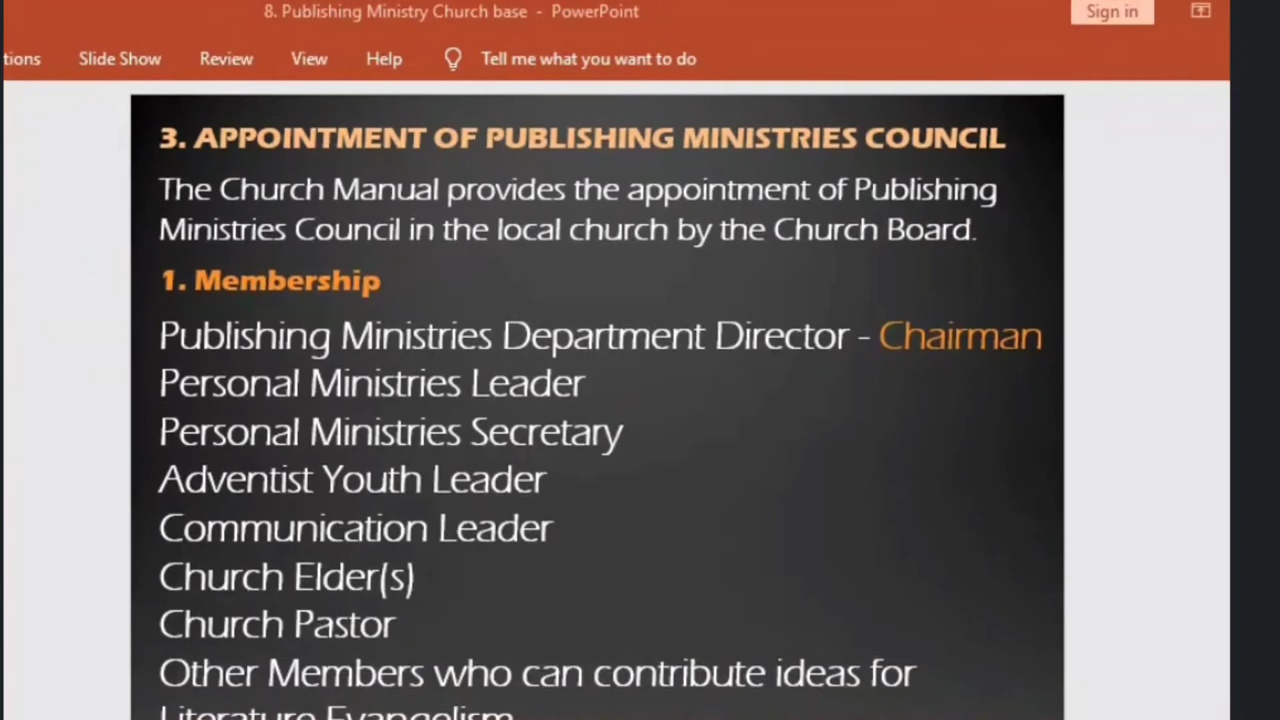 8. Publishing Ministry Church base - PowerPoint
Sign in
tions Slide Show Review View Help Tell me what you want to do
3. APPOINTMENT OF PUBLISHING MINISTRIES COUNCIL
The Church Manual provides the appointment of Publishing
Ministries Council in the local church by the Church Board.
1. Membership
Publishing Ministries Department Director - Chairman
Personal Ministries Leader
Personal Ministries Secretary
Adventist Youth Leader
Communication Leader
Church Elder(s)
Church Pastor
Other Members who can contribute ideas for
Literature Evangelism